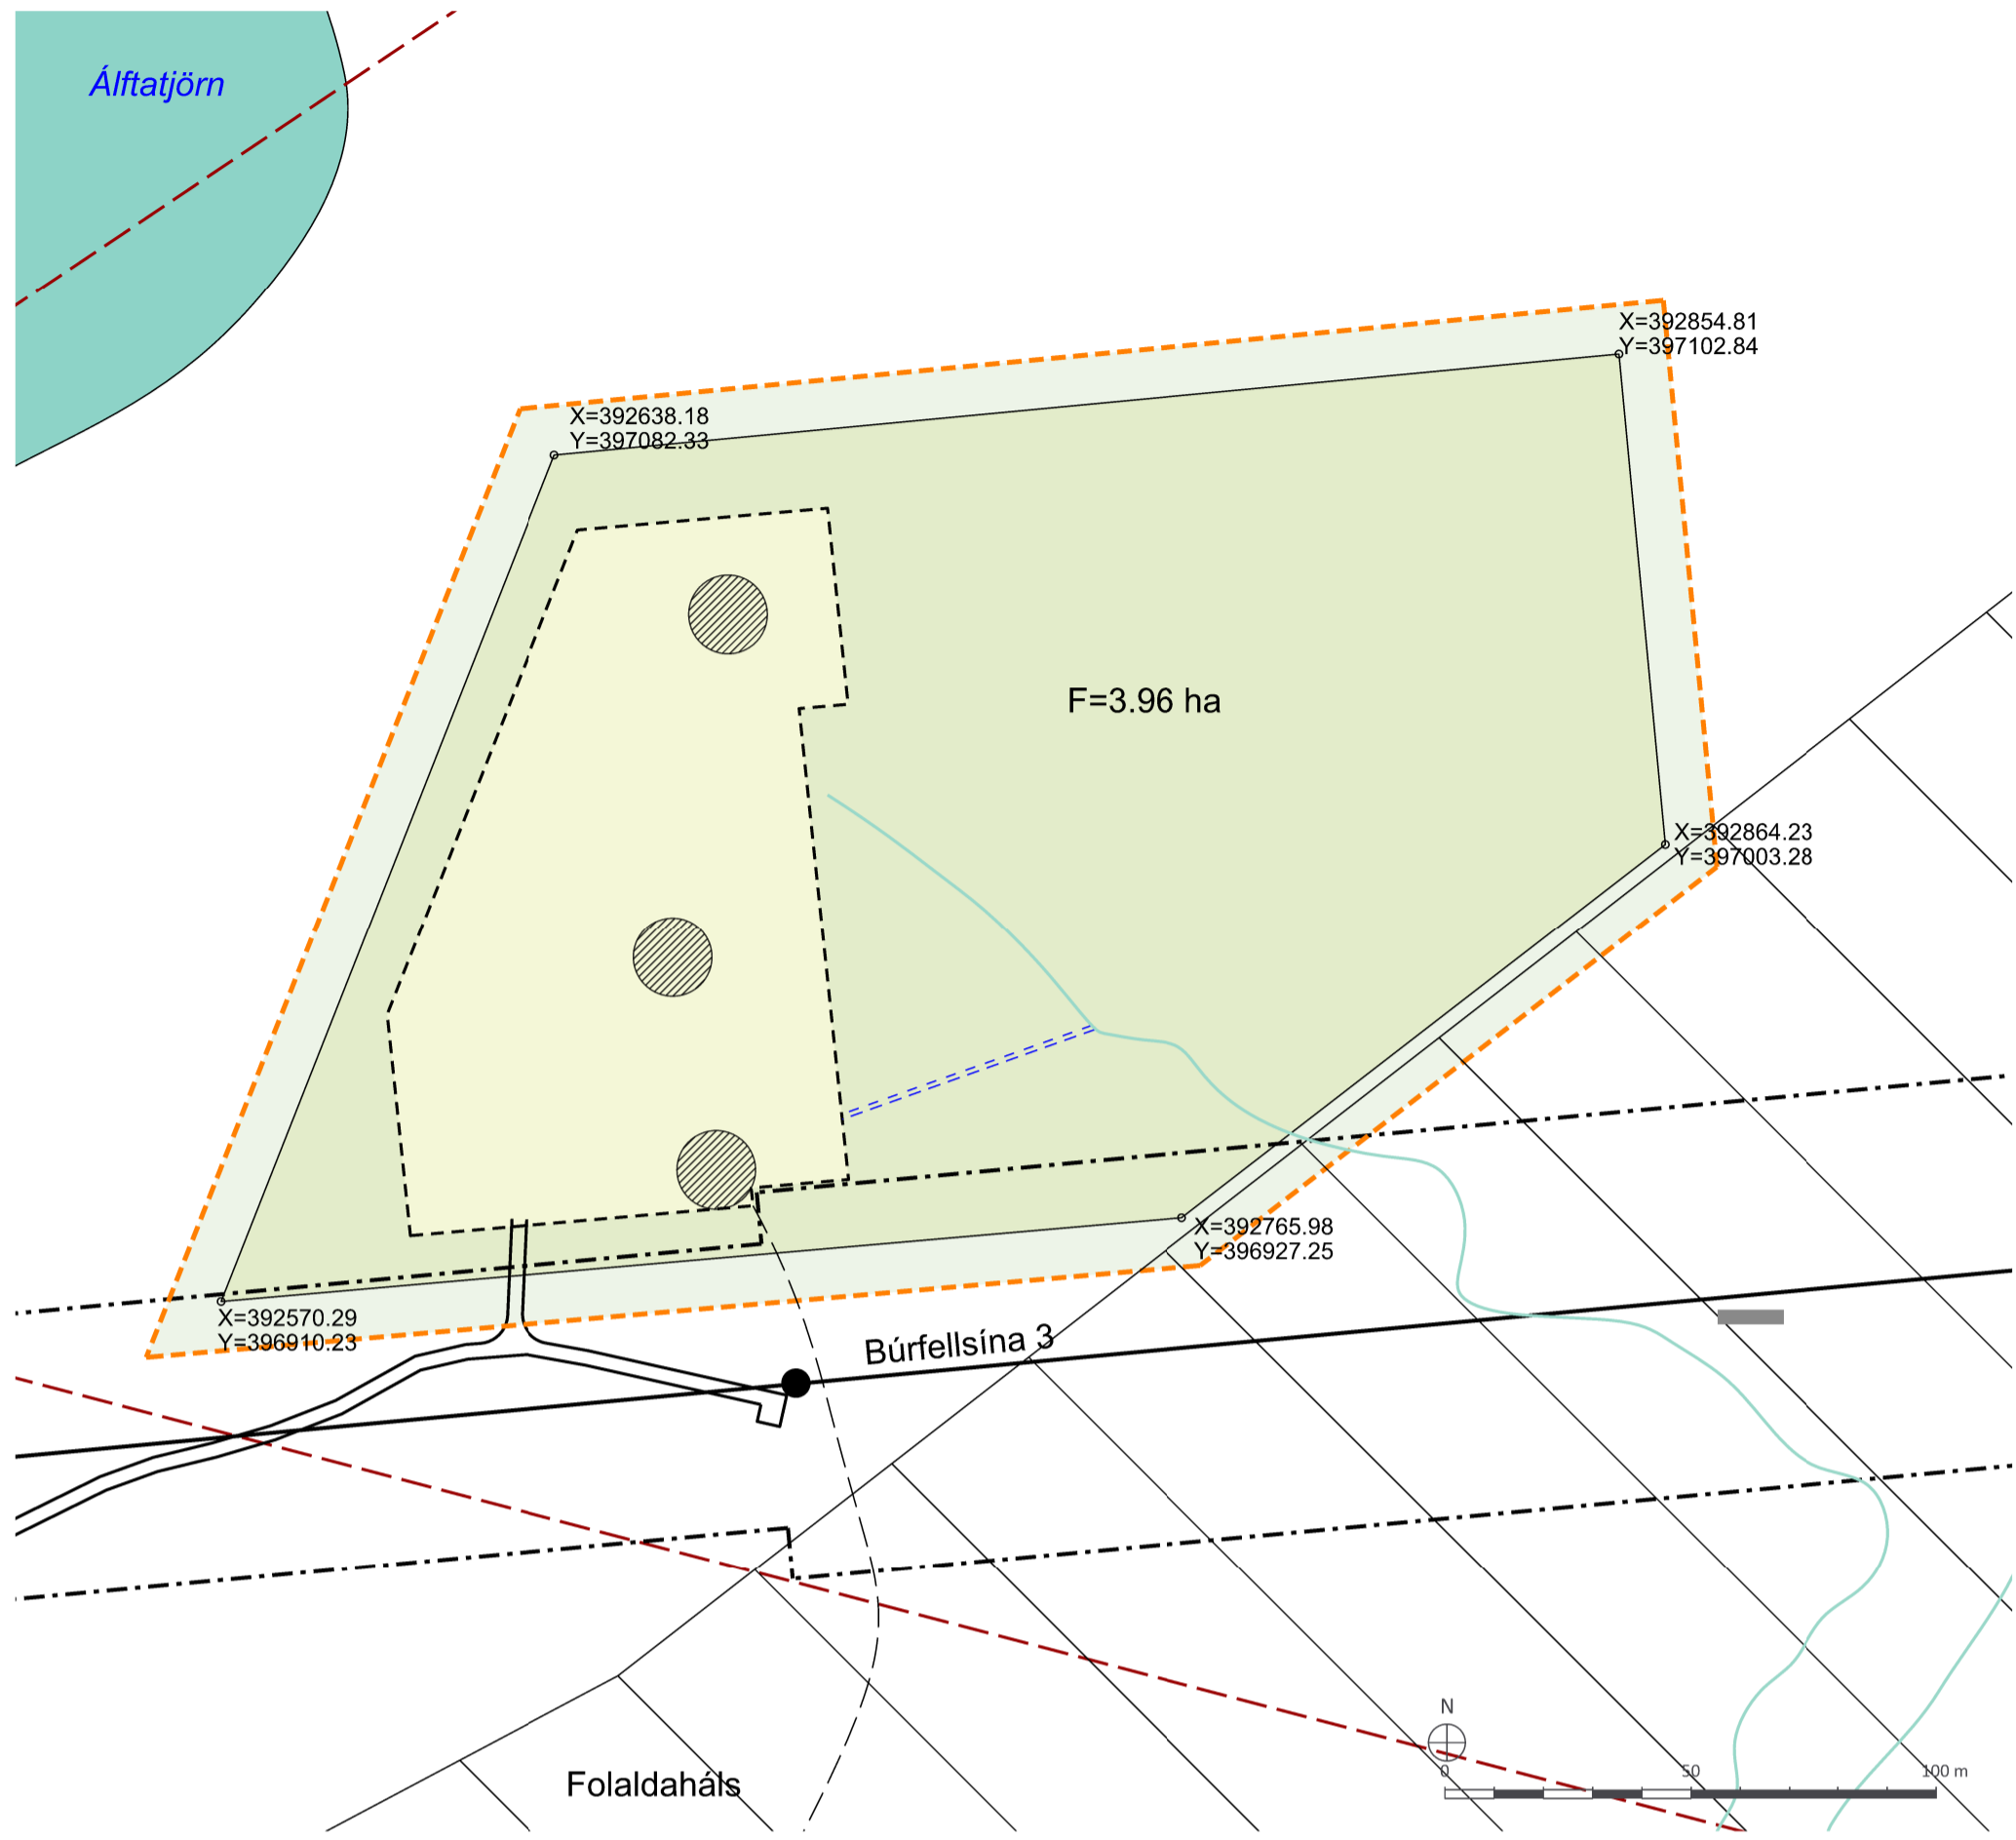 Álftatjörn
X=392854.81
Y=397102.84
X=392638.18
Y=397082.33
F=3.96 ha
X=392864.23
Y=397003.28
X=392765.98
Y=396927.25
X=392570.29
Y=396910.23
Búrfellsína 3
N
0 50 100 m
Folaldaháls